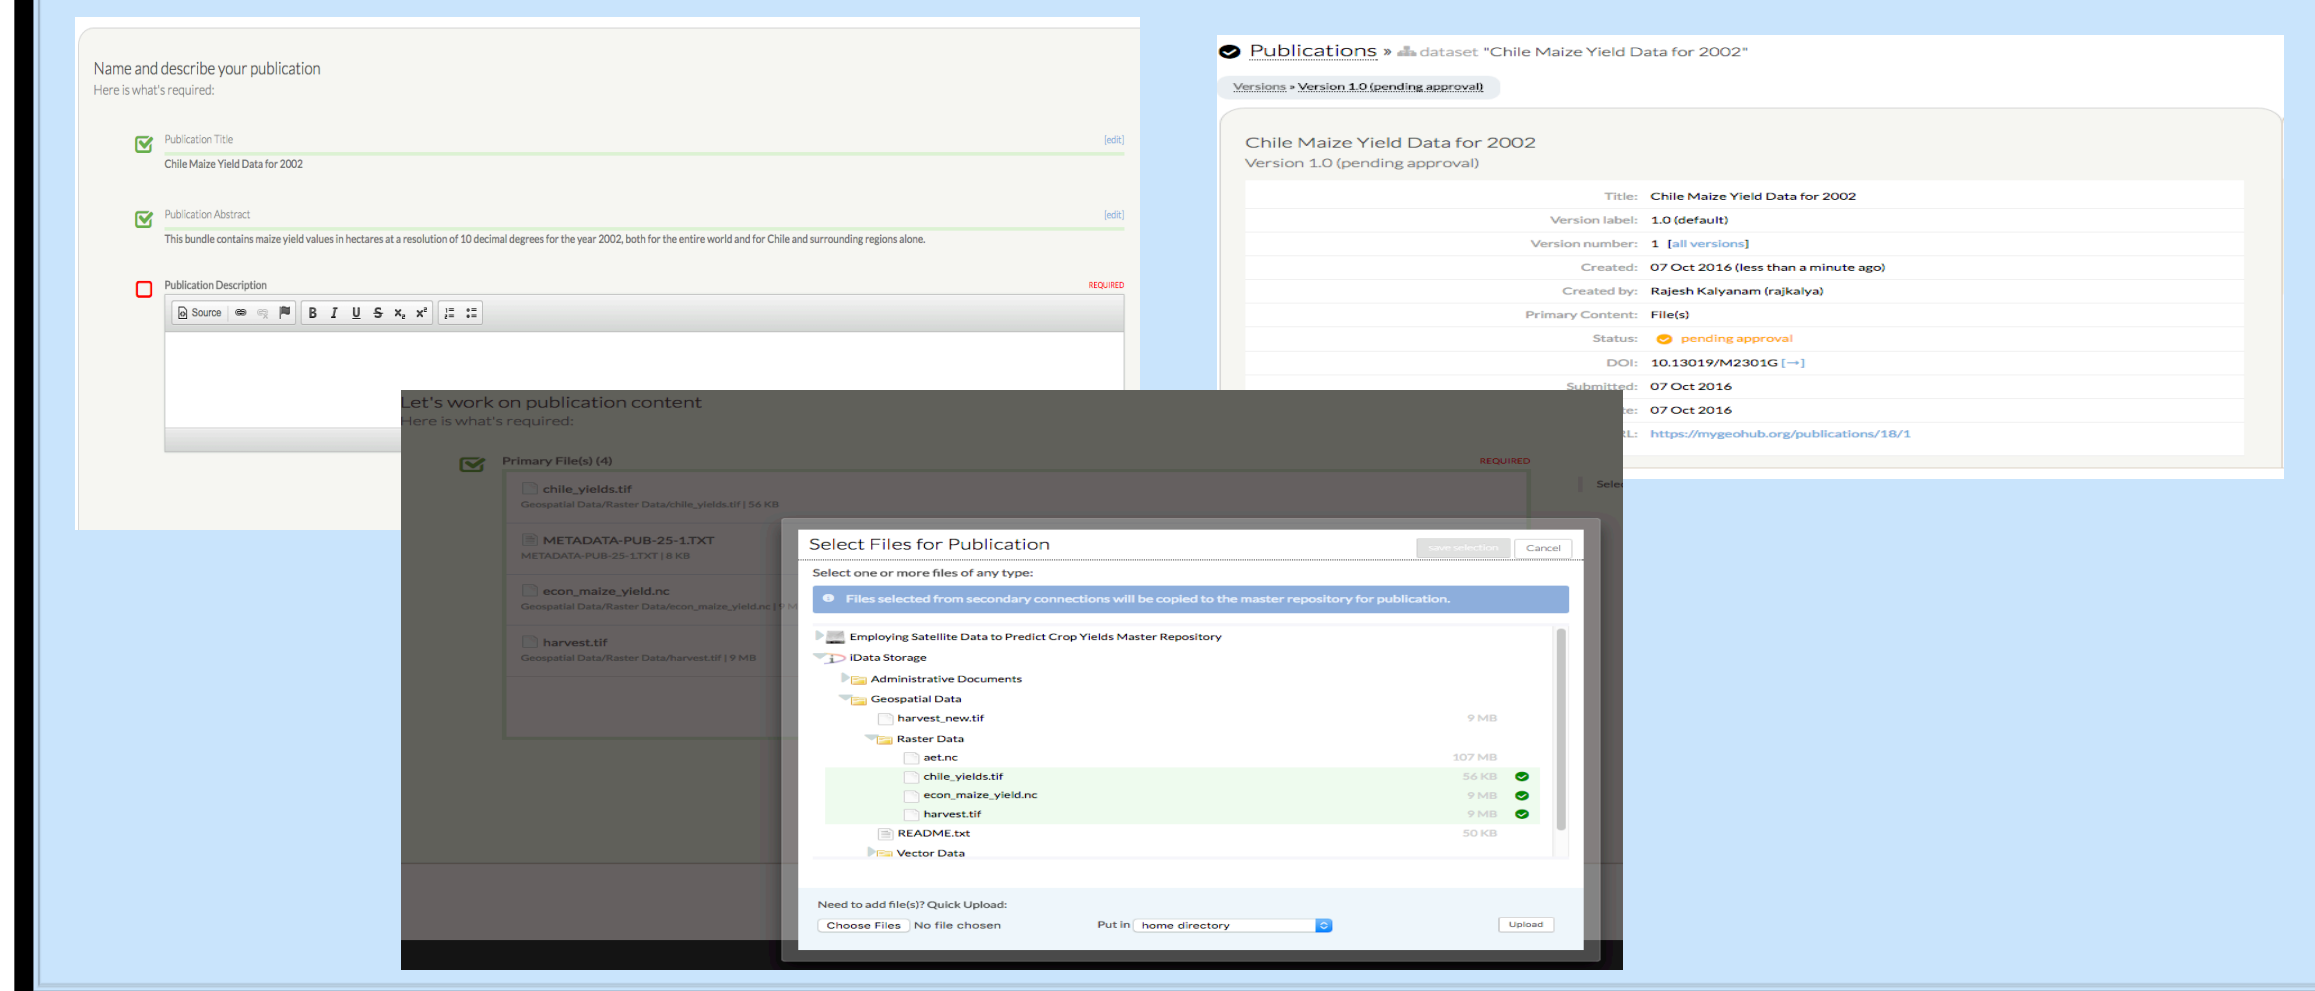 Name and describe your publication
Here is what's required:
Publication Title
[edit]
Chile Maize Yield Data for 2002
Publication Abstract
[edit]
This bundle contains maize yield values in hectares at a resolution of 10 decimal degrees for the year 2002, both for the entire world and for Chile and surrounding regions alone.
Publication Description
REQUIRED
Source B I U S x₂ x²
Publications » dataset "Chile Maize Yield Data for 2002"
Versions » Version 1.0 (pending approval)
Chile Maize Yield Data for 2002
Version 1.0 (pending approval)
Title: Chile Maize Yield Data for 2002
Version label: 1.0 (default)
Version number: 1 [all versions]
Created: 07 Oct 2016 (less than a minute ago)
Created by: Rajesh Kalyanam (rajkalya)
Primary Content: File(s)
Status: pending approval
DOI: 10.13019/M2301G [→]
Submitted: 07 Oct 2016
07 Oct 2016
https://mygeohub.org/publications/18/1
Let's work on publication content
Here is what's required:
Primary File(s) (4)
REQUIRED
chile_yields.tif
Geospatial Data/Raster Data/chile_yields.tif | 56 KB
METADATA-PUB-25-1.TXT
METADATA-PUB-25-1.TXT | 8 KB
econ_maize_yield.nc
Geospatial Data/Raster Data/econ_maize_yield.nc | 9 M
harvest.tif
Geospatial Data/Raster Data/harvest.tif | 9 MB
Select Files for Publication
save selection
Cancel
Select one or more files of any type:
Files selected from secondary connections will be copied to the master repository for publication.
Employing Satellite Data to Predict Crop Yields Master Repository
iData Storage
Administrative Documents
Geospatial Data
harvest_new.tif 9 MB
Raster Data
aet.nc 107 MB
chile_yields.tif 56 KB
econ_maize_yield.nc 9 MB
harvest.tif 9 MB
README.txt 50 KB
Vector Data
Need to add file(s)? Quick Upload:
Choose Files No file chosen
Put in home directory
Upload